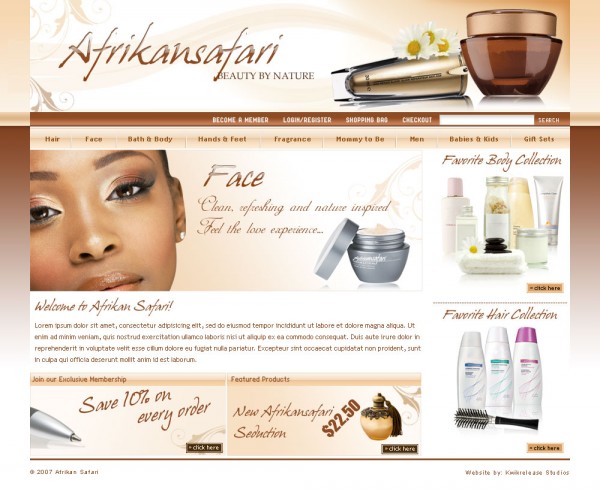 Afrikansafari
BEAUTY BY NATURE
BECOME A MEMBER LOGIN/REGISTER SHOPPING BAG CHECKOUT SEARCH
Hair Face Bath & Body Hands & Feet Fragrance Mommy to Be Men Babies & Kids Gift Sets
Face
Clean, refreshing and nature inspired
Feel the love experience...
Afrikansafari
Favorite Body Collection
click here
Welcome to Afrikan Safari!
Lorem ipsum dolor sit amet, consectetur adipisicing elit, sed do eiusmod tempor incididunt ut labore et dolore magna aliqua. Ut
enim ad minim veniam, quis nostrud exercitation ullamco laboris nisi ut aliquip ex ea commodo consequat. Duis aute irure dolor in
reprehenderit in voluptate velit esse cillum dolore eu fugiat nulla pariatur. Excepteur sint occaecat cupidatat non proident, sunt
in culpa qui officia deserunt mollit anim id est laborum.
Favorite Hair Collection
click here
Join our Exclusive Membership
Save 10% on
every order
click here
Featured Products
New Afrikansafari
Seduction
$22.50
click here
© 2007 Afrikan Safari
Website by: Kwikrelease Studios